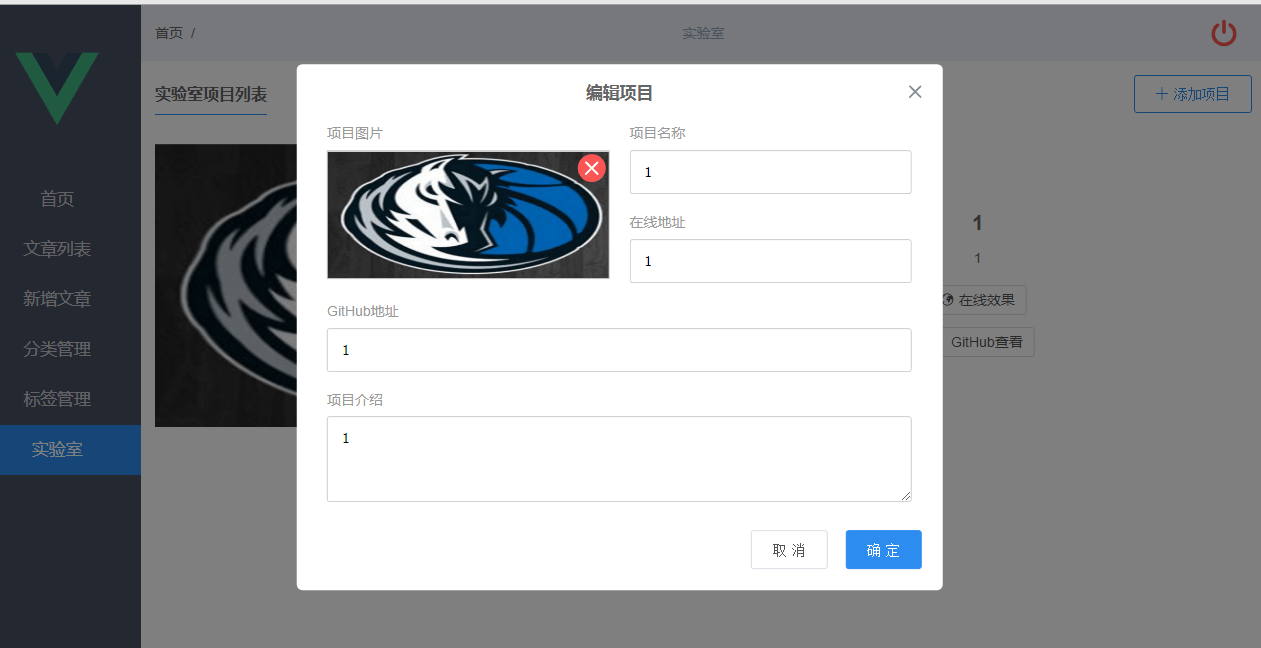 首页 /
实验室
首页
文章列表
新增文章
分类管理
标签管理
实验室
实验室项目列表
添加项目
编辑项目
项目图片
项目名称
1
在线地址
1
GitHub地址
1
项目介绍
1
取 消
确 定
1
1
在线效果
GitHub查看